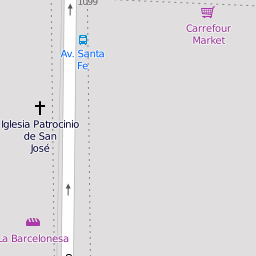 1099
Carrefour
Market
Av. Santa
Fe
Iglesia Patrocinio
de San
José
La Barcelonesa